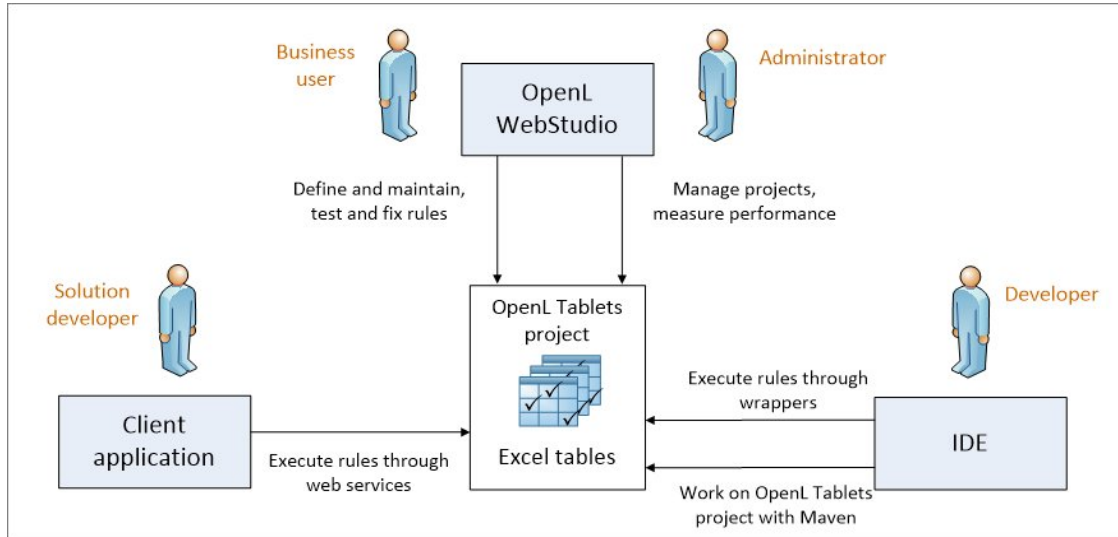 Business
user
Administrator
OpenL
WebStudio
Define and maintain,
test and fix rules
Manage projects,
measure performance
Solution
developer
Developer
OpenL Tablets
project
Excel tables
Client
application
Execute rules through
web services
Execute rules through
wrappers
IDE
Work on OpenL Tablets
project with Maven